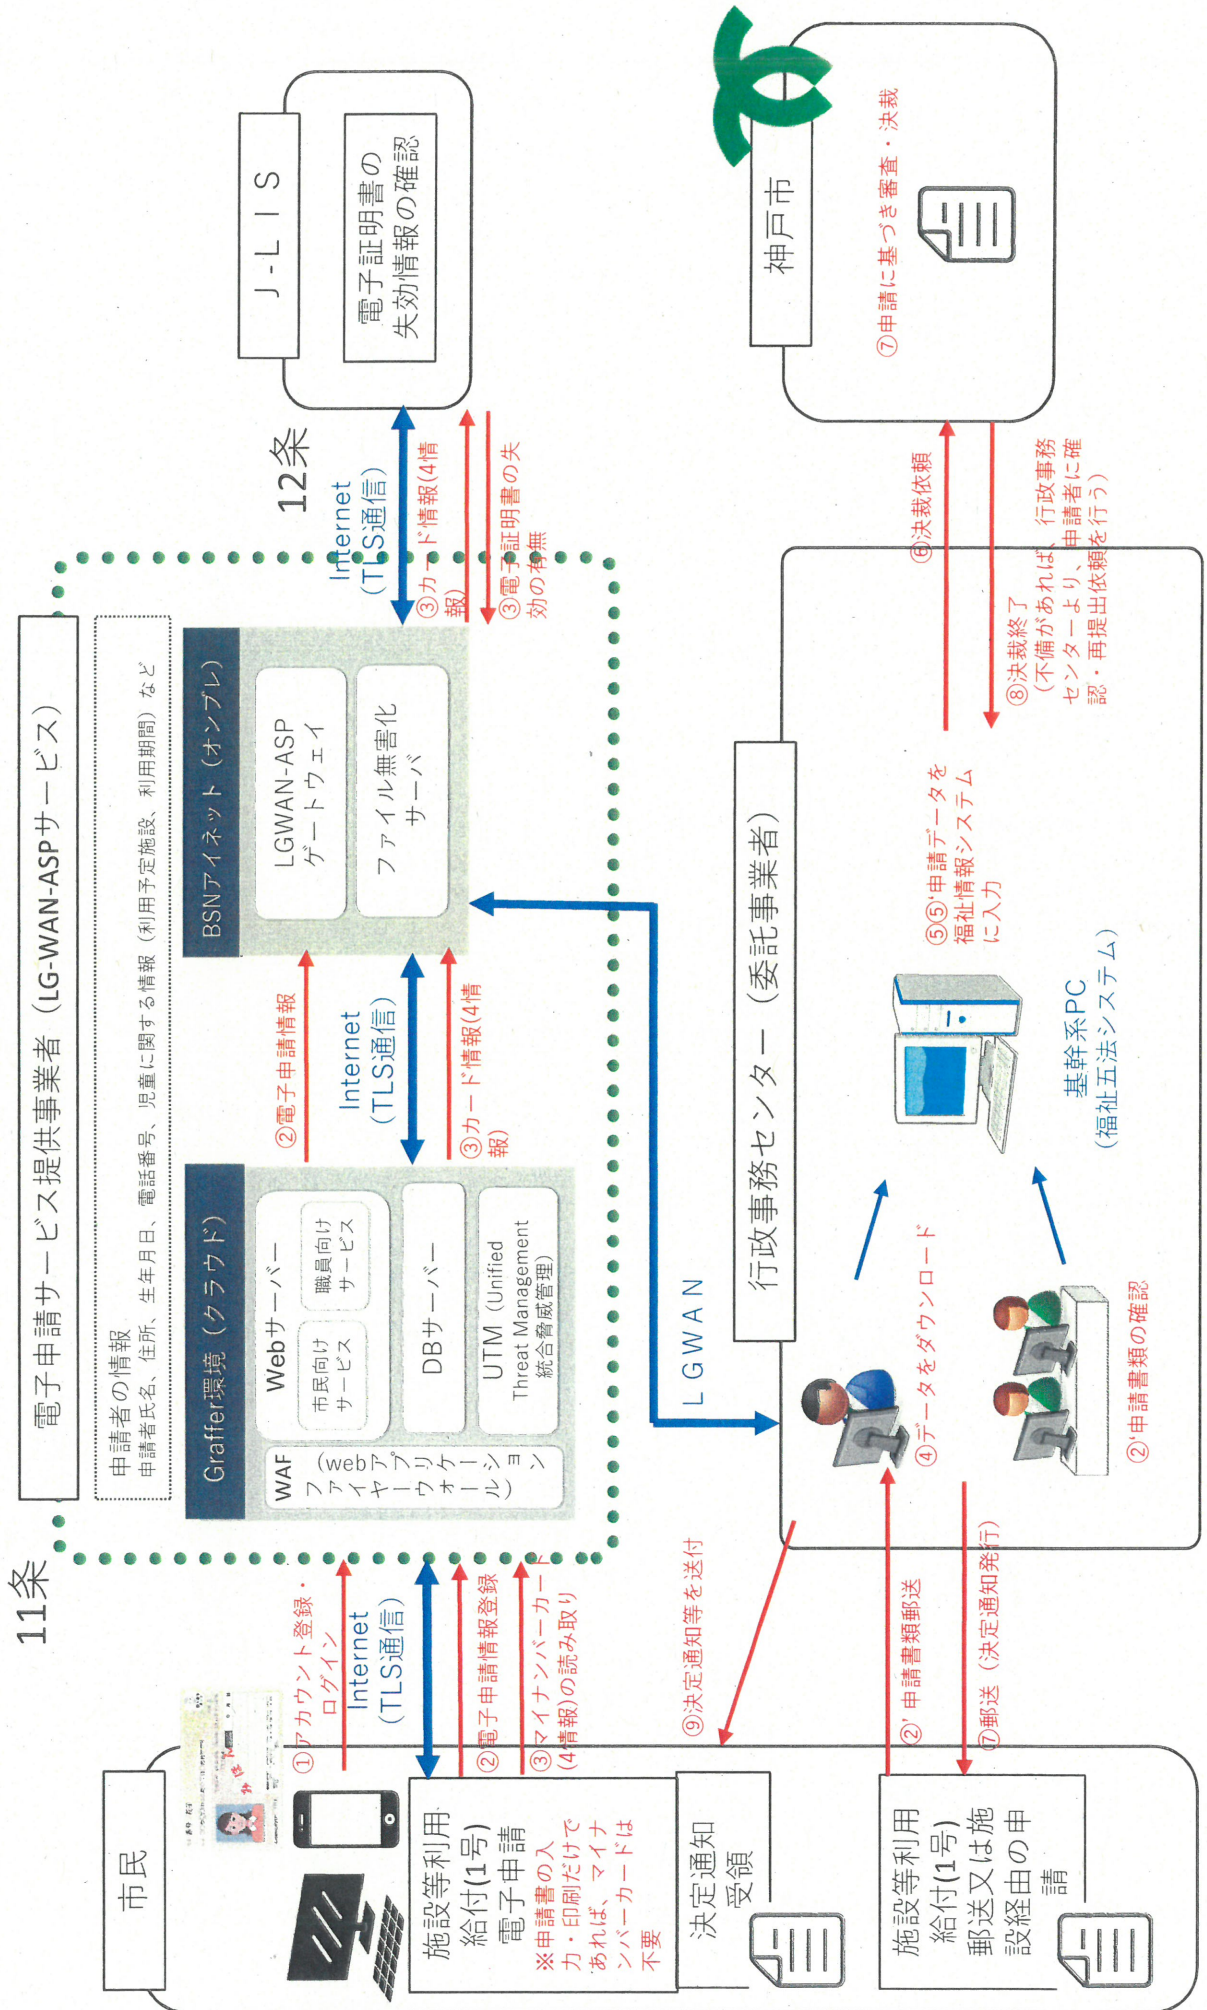 11条
12条
市民
①アカウント登録・
ログイン
Internet
(TLS通信)
②電子申請情報登録
③マイナンバーカード
(4情報)の読み取り
施設等利用
給付(1号)
電子申請
※申請書の入
力・印刷だけで
あれば、マイナ
ンバーカードは
不要
決定通知
受領
施設等利用
給付(1号)
郵送又は施
設経由の申
請
⑨決定通知等を送付
②’申請書類郵送
⑦郵送（決定通知発行）
電子申請サービス提供事業者（LG-WAN-ASPサービス）
申請者の情報
申請者氏名、住所、生年月日、電話番号、児童に関する情報（利用予定施設、利用期間）など
Graffer環境（クラウド）
WAF （webアプリケーション
ファイヤーウォール）
Webサーバー
市民向け
サービス
職員向け
サービス
DBサーバー
UTM（Unified
Threat Management
統合脅威管理）
②電子申請情報
Internet
(TLS通信)
③カード情報(4情
報)
BSNアイネット（オンプレ）
LGWAN-ASP
ゲートウェイ
ファイル無害化
サーバ
Internet
(TLS通信)
③カード情報(4情
報)
③電子証明書の失
効の有無
J-LIS
電子証明書の
失効情報の確認
LGWAN
行政事務センター（委託事業者）
④データをダウンロード
②’申請書類の確認
基幹系PC
(福祉五法システム)
⑤⑤’申請データを
福祉情報システム
に入力
⑥決裁依頼
⑧決裁終了
（不備があれば、行政事務
センターより、申請者に確
認・再提出依頼を行う）
神戸市
⑦申請に基づき審査・決裁